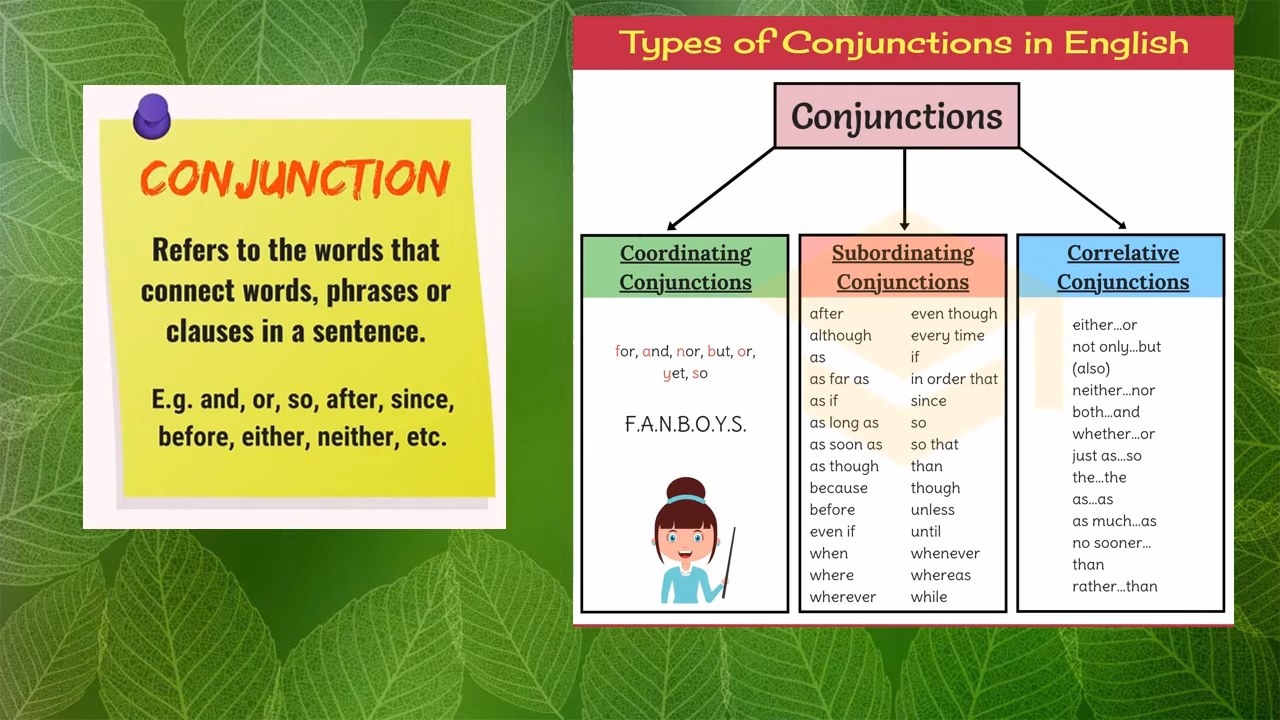 CONJUNCTION
Refers to the words that
connect words, phrases or
clauses in a sentence.
E.g. and, or, so, after, since,
before, either, neither, etc.
Types of Conjunctions in English
Conjunctions
Coordinating
Conjunctions
for, and, nor, but, or,
yet, so
F.A.N.B.O.Y.S.
Subordinating
Conjunctions
after
although
as
as far as
as if
as long as
as soon as
as though
because
before
even if
when
where
wherever
even though
every time
if
in order that
since
so
so that
than
though
unless
until
whenever
whereas
while
Correlative
Conjunctions
either...or
not only...but
(also)
neither...nor
both...and
whether...or
just as...so
the...the
as...as
as much...as
no sooner...
than
rather...than